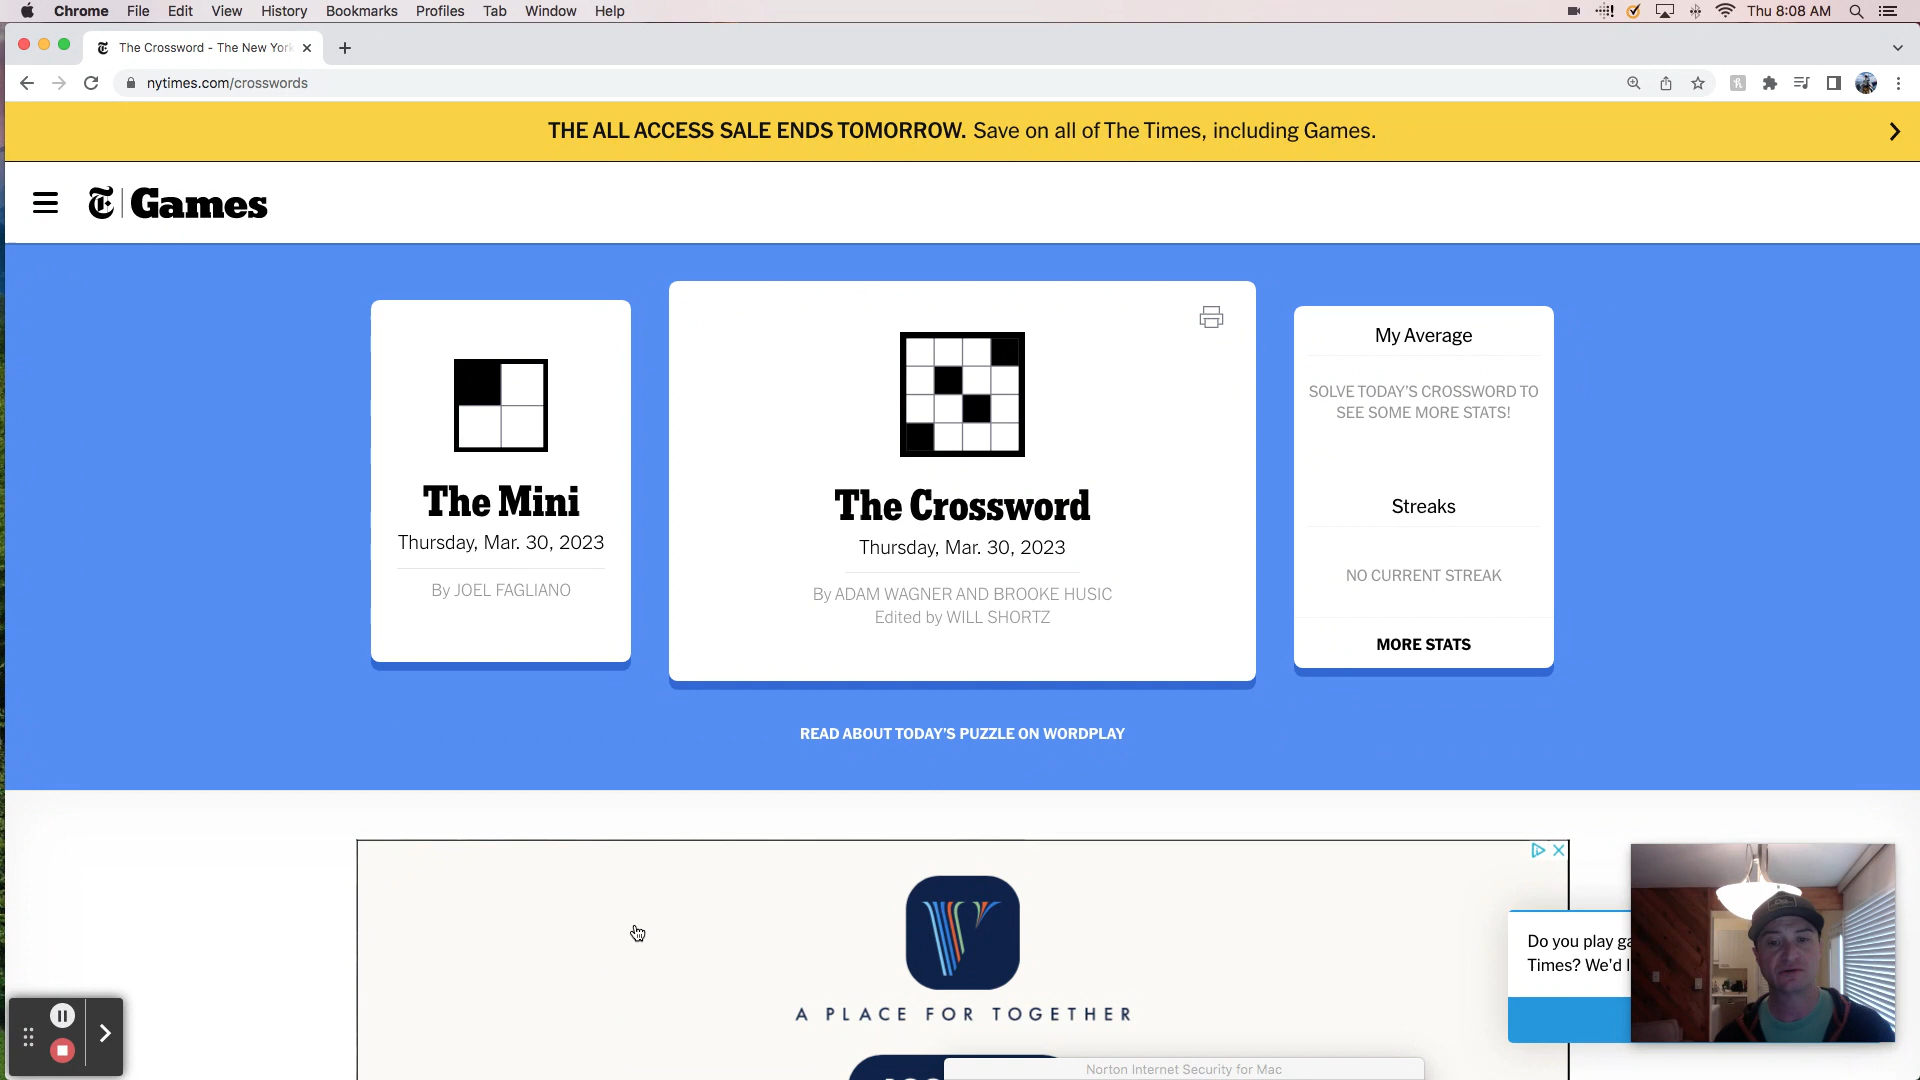 Chrome File Edit View History Bookmarks Profiles Tab Window Help
Thu 8:08 AM
The Crossword - The New York
nytimes.com/crosswords
THE ALL ACCESS SALE ENDS TOMORROW. Save on all of The Times, including Games.
Games
The Mini
Thursday, Mar. 30, 2023
By JOEL FAGLIANO
The Crossword
Thursday, Mar. 30, 2023
By ADAM WAGNER AND BROOKE HUSIC
Edited by WILL SHORTZ
My Average
SOLVE TODAY'S CROSSWORD TO
SEE SOME MORE STATS!
Streaks
NO CURRENT STREAK
MORE STATS
READ ABOUT TODAY'S PUZZLE ON WORDPLAY
A PLACE FOR TOGETHER
Do you play ga
Times? We'd l
Norton Internet Security for Mac